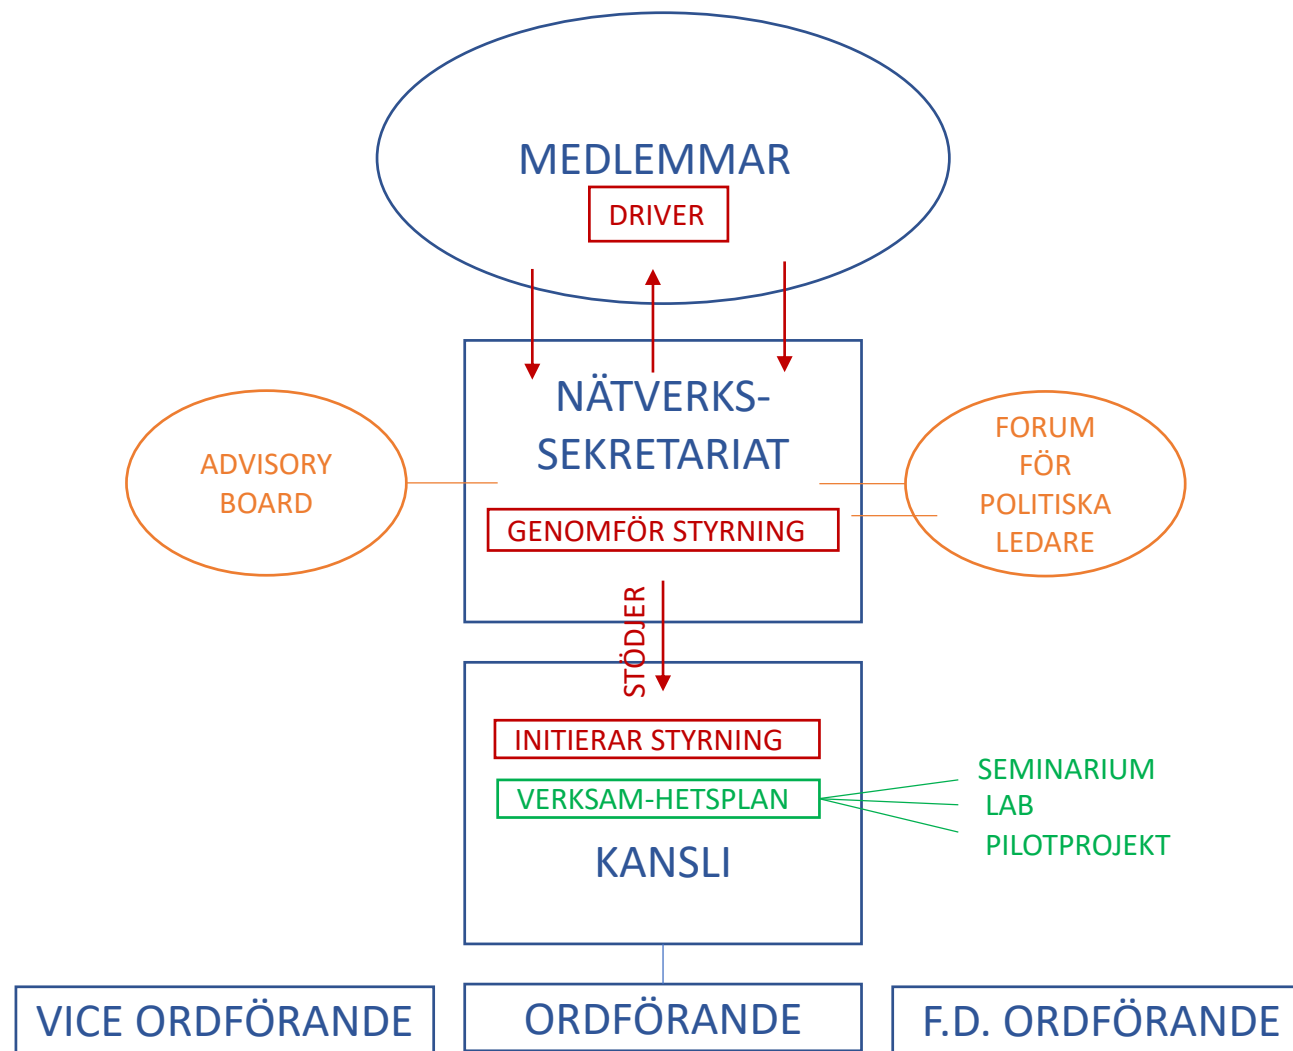 MEDLEMMAR
DRIVER
NÄTVERKS-
SEKRETARIAT
GENOMFÖR STYRNING
ADVISORY
BOARD
FORUM
FÖR
POLITISKA
LEDARE
STÖDJER
INITIERAR STYRNING
VERKSAM-HETSPLAN
KANSLI
SEMINARIUM
LAB
PILOTPROJEKT
VICE ORDFÖRANDE
ORDFÖRANDE
F.D. ORDFÖRANDE